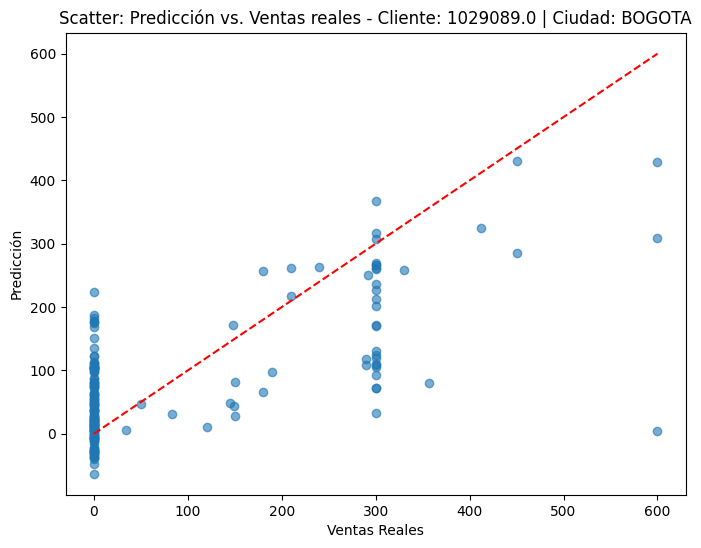 Scatter: Predicción vs. Ventas reales - Cliente: 1029089.0 | Ciudad: BOGOTA
600
500
400
300
200
100
0
Predicción
0 100 200 300 400 500 600
Ventas Reales